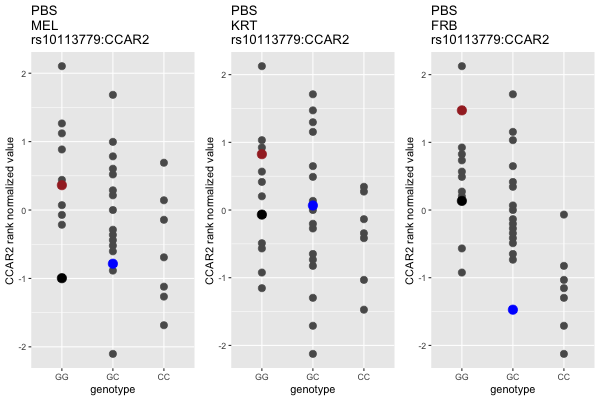 PBS
MEL
rs10113779:CCAR2
CCAR2 rank normalized value
2
1
0
-1
-2
GG
GC
CC
genotype
PBS
KRT
rs10113779:CCAR2
CCAR2 rank normalized value
2
1
0
-1
-2
GG
GC
CC
genotype
PBS
FRB
rs10113779:CCAR2
CCAR2 rank normalized value
2
1
0
-1
-2
GG
GC
CC
genotype